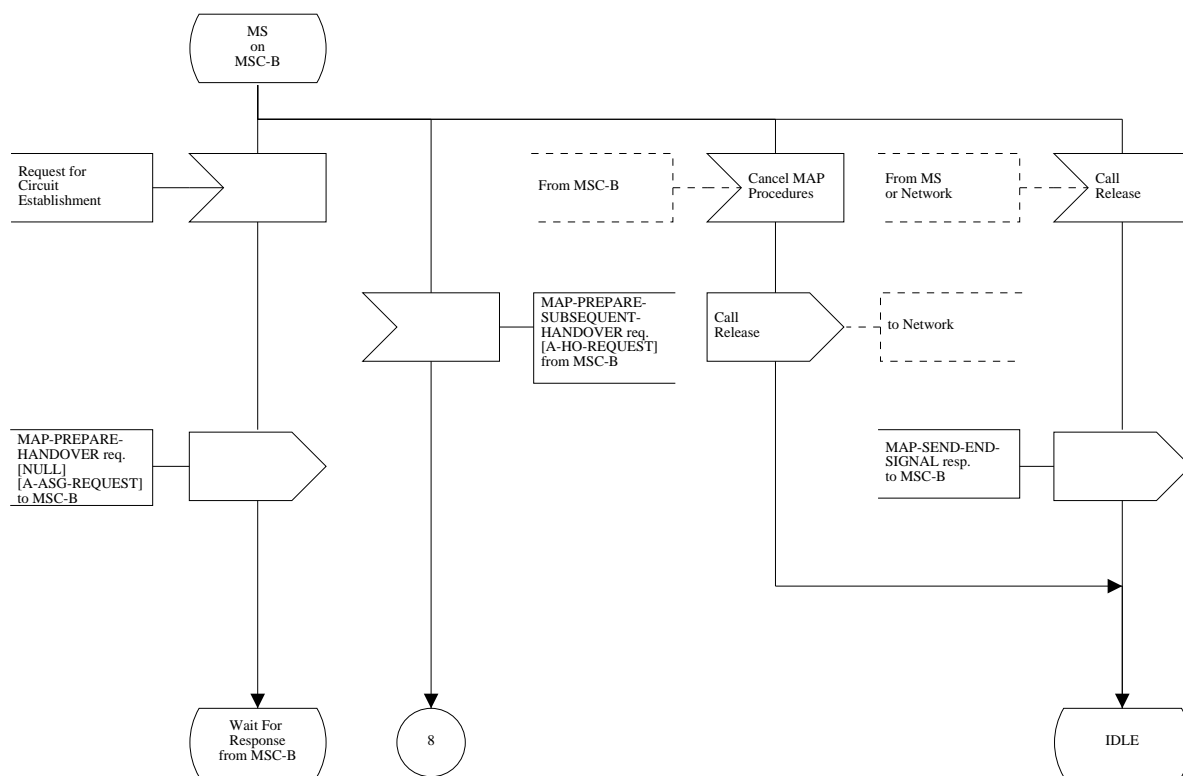 MS
on
MSC-B
Request for
Circuit
Establishment
From MSC-B
Cancel MAP
Procedures
From MS
or Network
Call
Release
MAP-PREPARE-
SUBSEQUENT-
HANDOVER req.
[A-HO-REQUEST]
from MSC-B
Call
Release
to Network
MAP-PREPARE-
HANDOVER req.
[NULL]
[A-ASG-REQUEST]
to MSC-B
MAP-SEND-END-
SIGNAL resp.
to MSC-B
Wait For
Response
from MSC-B
8
IDLE